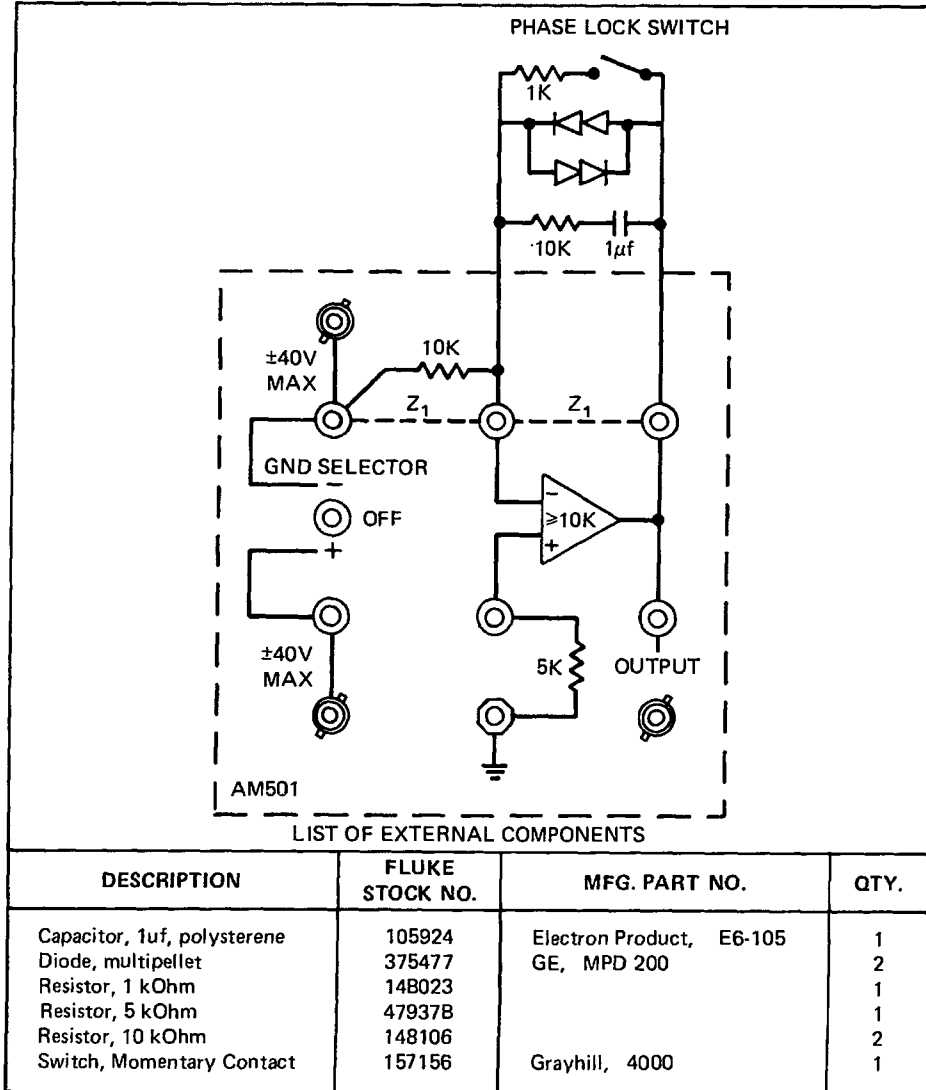 PHASE LOCK SWITCH
1K
10K
1µf
±40V
MAX
10K
Z1
Z1
GND SELECTOR
−
OFF
+
−
≥10K
+
±40V
MAX
5K
OUTPUT
AM501
LIST OF EXTERNAL COMPONENTS
DESCRIPTION FLUKE STOCK NO. MFG. PART NO. QTY.
Capacitor, 1uf, polysterene 105924 Electron Product, E6-105 1
Diode, multipellet 375477 GE, MPD 200 2
Resistor, 1 kOhm 14B023 1
Resistor, 5 kOhm 47937B 1
Resistor, 10 kOhm 148106 2
Switch, Momentary Contact 157156 Grayhill, 4000 1